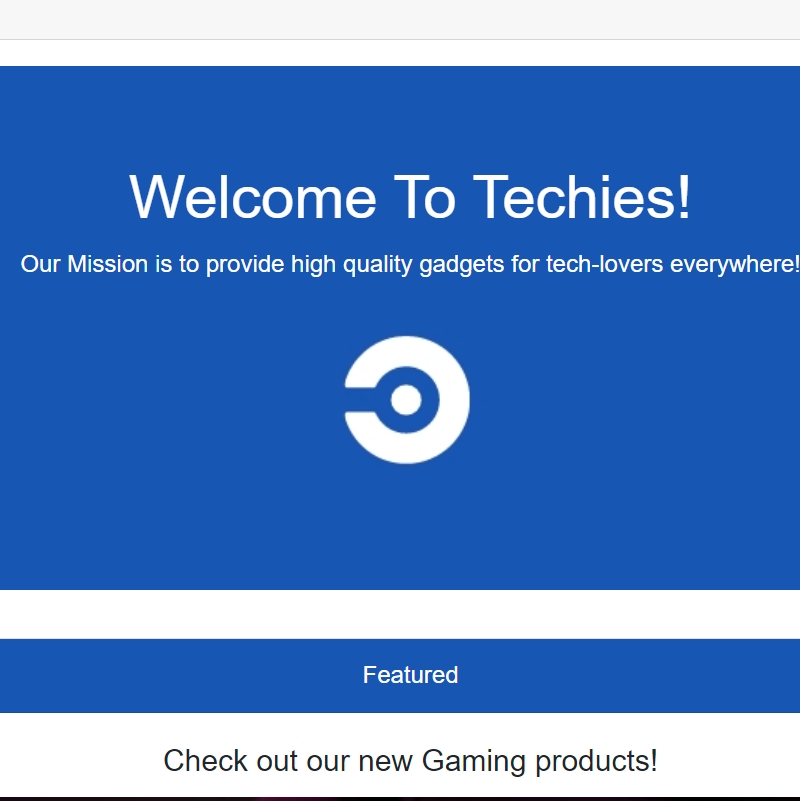 Welcome To Techies!
Our Mission is to provide high quality gadgets for tech-lovers everywhere!
Featured
Check out our new Gaming products!